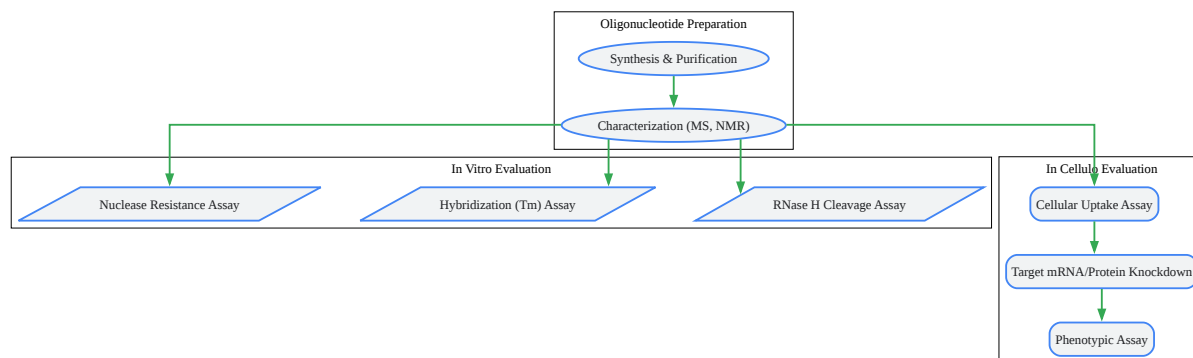 Oligonucleotide Preparation
Synthesis & Purification
Characterization (MS, NMR)
In Vitro Evaluation
Nuclease Resistance Assay
Hybridization (Tm) Assay
RNase H Cleavage Assay
In Cellulo Evaluation
Cellular Uptake Assay
Target mRNA/Protein Knockdown
Phenotypic Assay